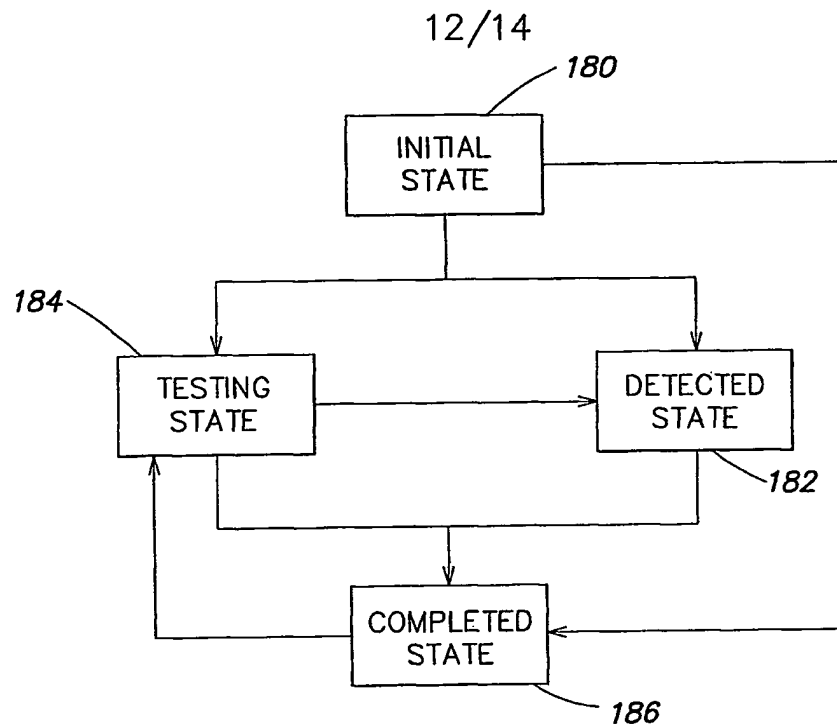 12/14
180
INITIAL
STATE
184
TESTING
STATE
DETECTED
STATE
182
COMPLETED
STATE
186